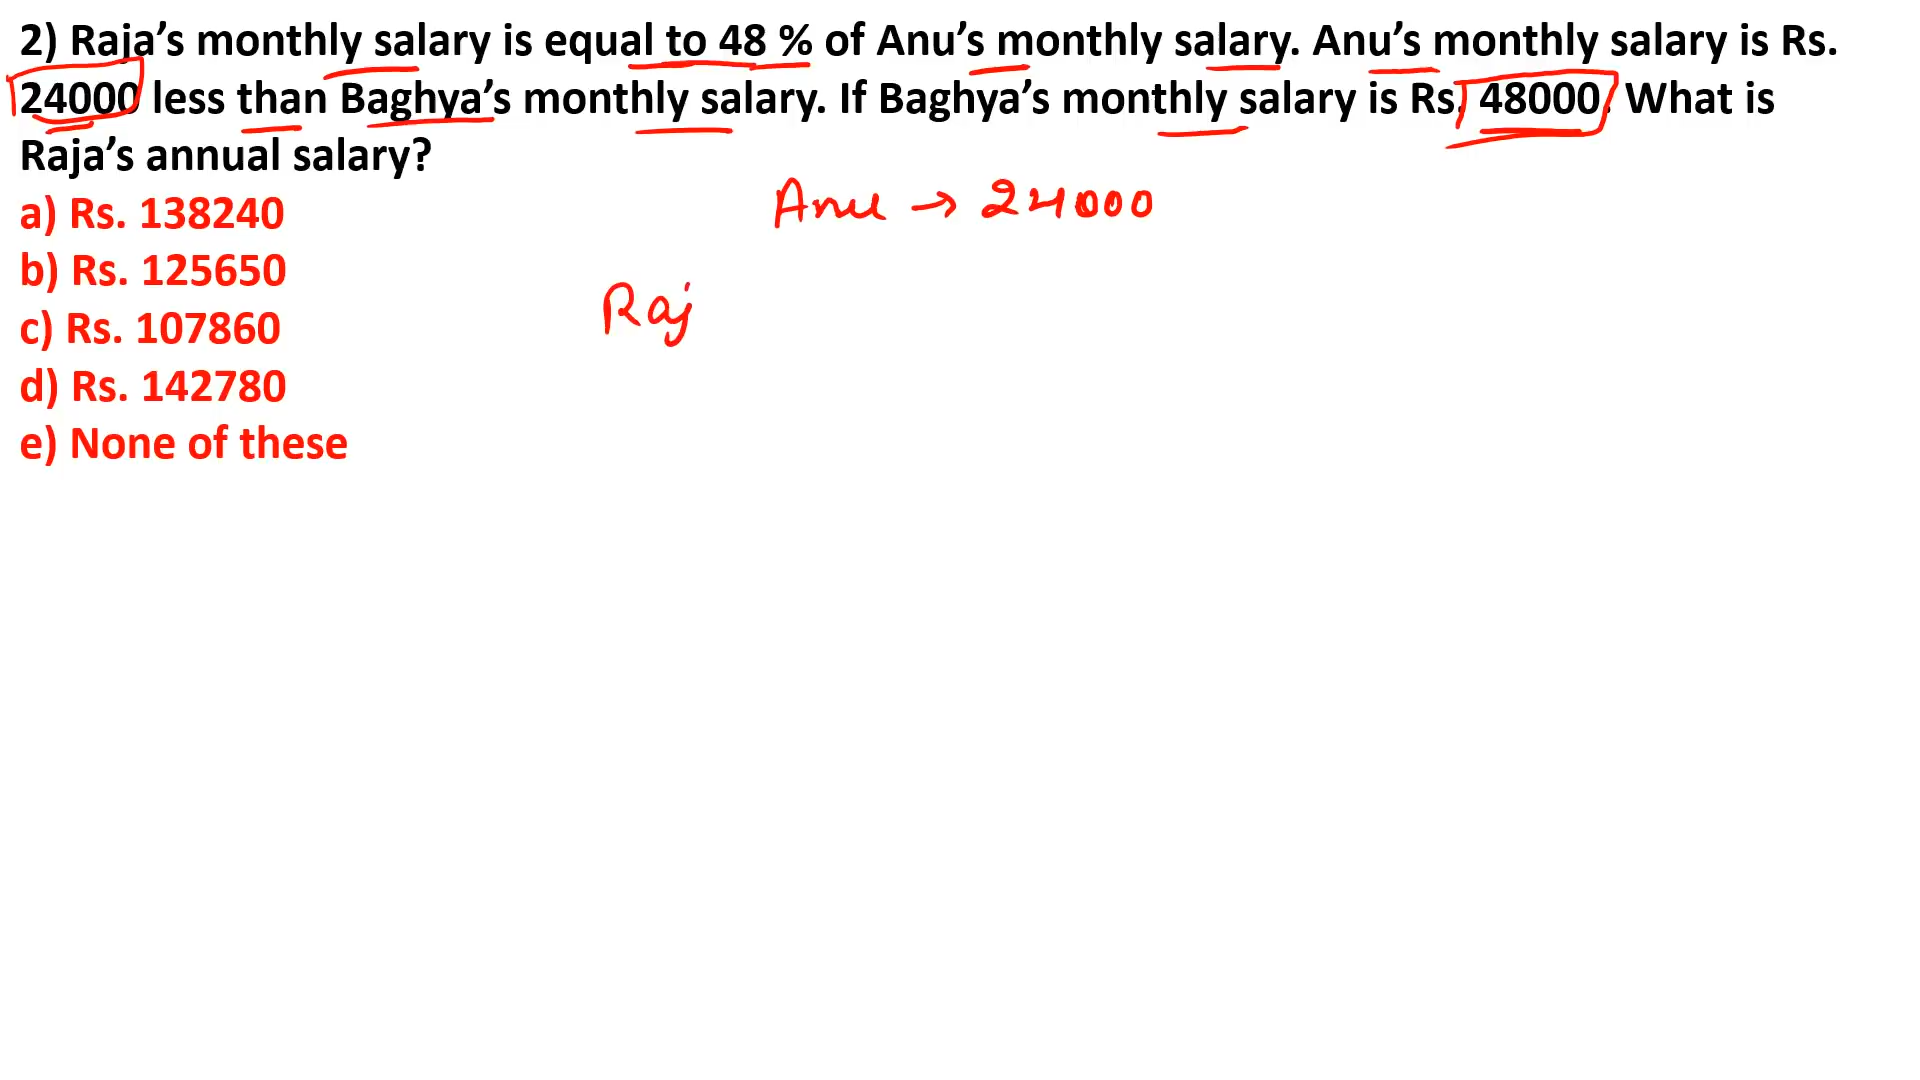 2) Raja’s monthly salary is equal to 48 % of Anu’s monthly salary. Anu’s monthly salary is Rs.
24000 less than Baghya’s monthly salary. If Baghya’s monthly salary is Rs. 48000. What is
Raja’s annual salary?
a) Rs. 138240
Anu → 24000
b) Rs. 125650
Raj
c) Rs. 107860
d) Rs. 142780
e) None of these